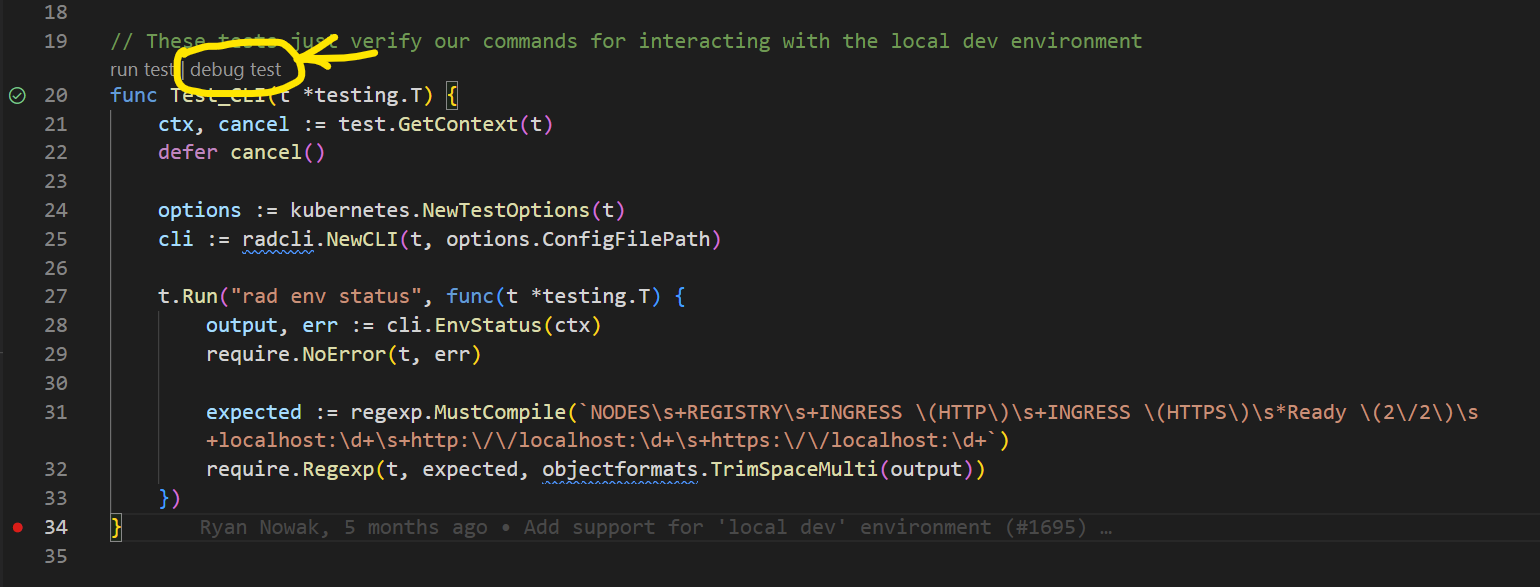 18
19 // These tests just verify our commands for interacting with the local dev environment
run test | debug test
20 func Test_CLI(t *testing.T) {
21 ctx, cancel := test.GetContext(t)
22 defer cancel()
23
24 options := kubernetes.NewTestOptions(t)
25 cli := radcli.NewCLI(t, options.ConfigFilePath)
26
27 t.Run("rad env status", func(t *testing.T) {
28 output, err := cli.EnvStatus(ctx)
29 require.NoError(t, err)
30
31 expected := regexp.MustCompile(`NODES\s+REGISTRY\s+INGRESS \(HTTP\)\s+INGRESS \(HTTPS\)\s*Ready \(2\/2\)\s
+localhost:\d+\s+http:\/\/localhost:\d+\s+https:\/\/localhost:\d+`)
32 require.Regexp(t, expected, objectformats.TrimSpaceMulti(output))
33 })
34 } Ryan Nowak, 5 months ago • Add support for 'local dev' environment (#1695) …
35